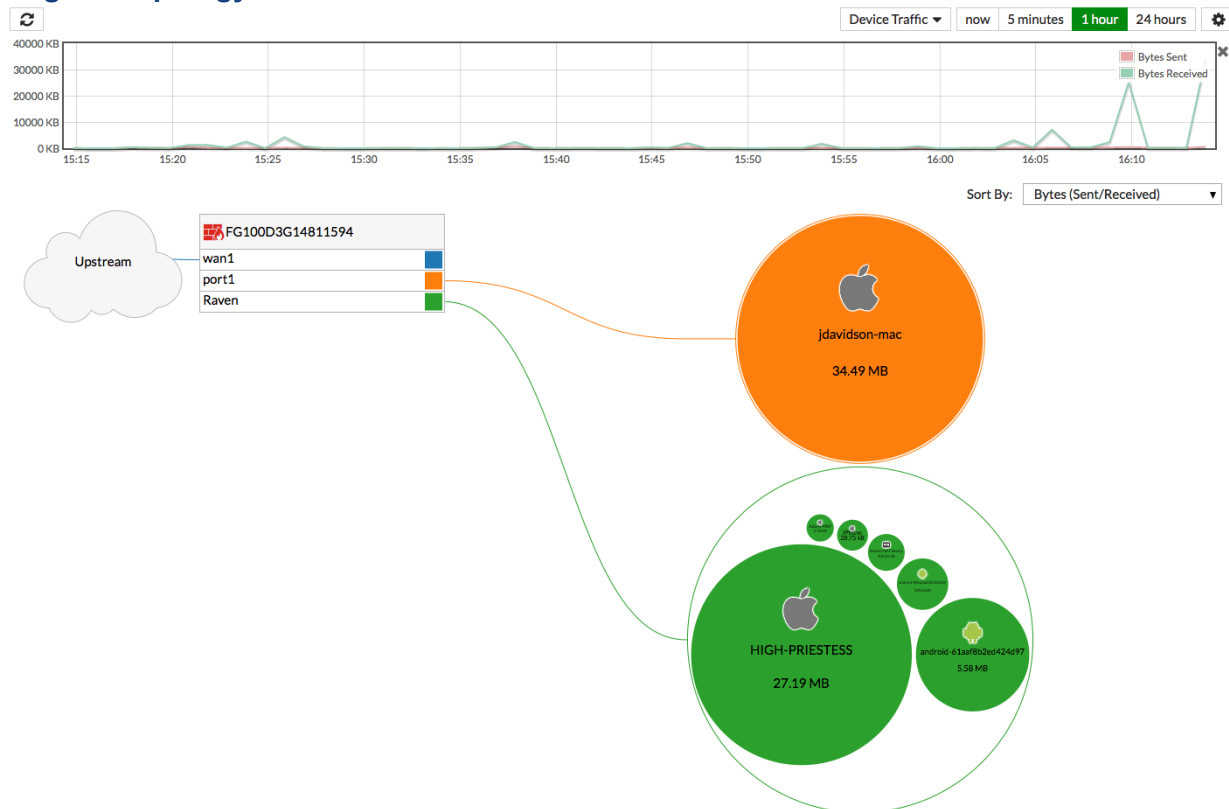 Device Traffic
now
5 minutes
1 hour
24 hours
40000 KB
30000 KB
20000 KB
10000 KB
0 KB
Bytes Sent
Bytes Received
15:15
15:20
15:25
15:30
15:35
15:40
15:45
15:50
15:55
16:00
16:05
16:10
Sort By:
Bytes (Sent/Received)
Upstream
FG100D3G14811594
wan1
port1
Raven
jdavidson-mac
34.49 MB
20.75 kB
HIGH-PRIESTESS
27.19 MB
android-61aaf8b2ed424d97
5.58 MB